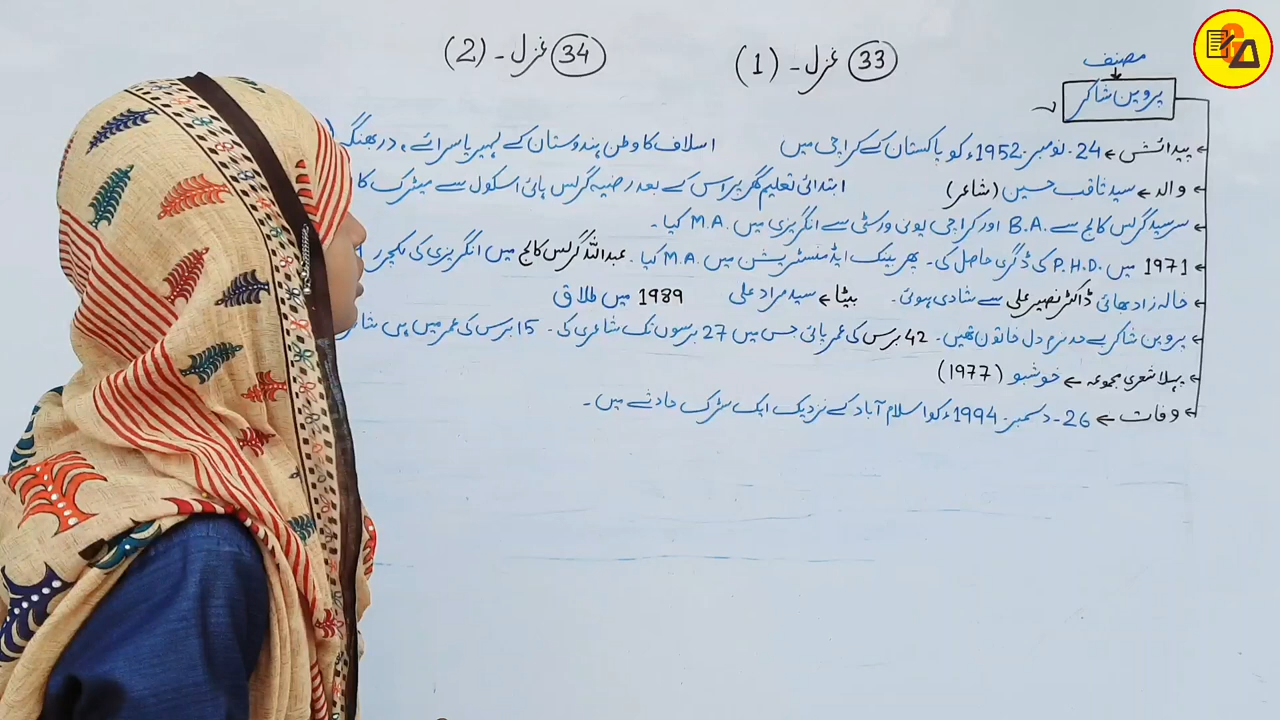 33 غزل۔ (1) 34 غزل۔ (2)
مصنف
پروین شاکر
پیدائش ← 24۔ نومبر۔ 1952ء کو پاکستان کے کراچی میں اسلاف کا وطن ہندوستان کے لہیریا سرائے، دربھنگہ
والد ← سید ثاقب حسین (شاعر) ابتدائی تعلیم گھر پر اس کے بعد رضیہ گرلس ہائی اسکول سے میٹرک کا
سرسید گرلس کالج سے .B.A اور کراچی یونی ورسٹی سے انگریزی میں .M.A کیا۔
1971 میں .P.H.D کی ڈگری حاصل کی۔ پھر بینک ایڈمنسٹریشن میں .M.A کیا۔ عبداللہ گرلس کالج میں انگریزی کی لکچرر
خالہ زاد بھائی ڈاکٹر نصیر علی سے شادی ہوئی۔ بیٹا ← سید مراد علی 1989 میں طلاق
پروین شاکر بے حد نرم دل خاتون تھیں۔ 42 برس کی عمر پائی جس میں 27 برسوں تک شاعری کی۔ 15 برس کی عمر میں ہی
پہلا شعری مجموعہ ← خوشبو (1977)
وفات ← 26۔ دسمبر۔ 1994ء کو اسلام آباد کے نزدیک ایک سڑک حادثے میں۔